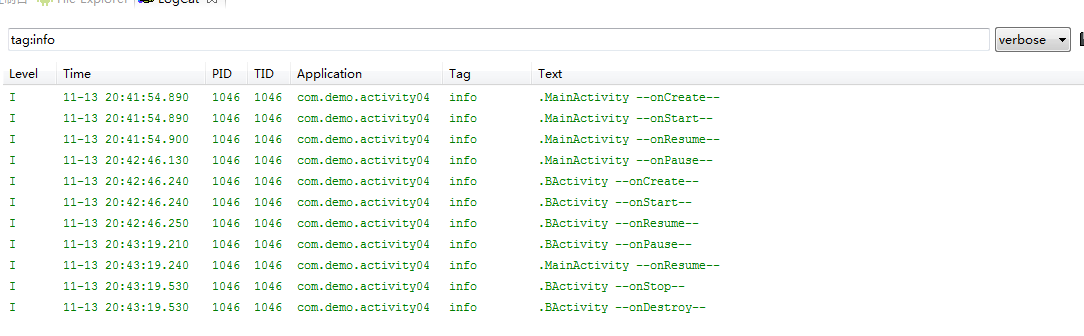 File Explorer LogCat
tag:info verbose
Level Time PID TID Application Tag Text
I 11-13 20:41:54.890 1046 1046 com.demo.activity04 info .MainActivity --onCreate--
I 11-13 20:41:54.890 1046 1046 com.demo.activity04 info .MainActivity --onStart--
I 11-13 20:41:54.900 1046 1046 com.demo.activity04 info .MainActivity --onResume--
I 11-13 20:42:46.130 1046 1046 com.demo.activity04 info .MainActivity --onPause--
I 11-13 20:42:46.240 1046 1046 com.demo.activity04 info .BActivity --onCreate--
I 11-13 20:42:46.240 1046 1046 com.demo.activity04 info .BActivity --onStart--
I 11-13 20:42:46.250 1046 1046 com.demo.activity04 info .BActivity --onResume--
I 11-13 20:43:19.210 1046 1046 com.demo.activity04 info .BActivity --onPause--
I 11-13 20:43:19.240 1046 1046 com.demo.activity04 info .MainActivity --onResume--
I 11-13 20:43:19.530 1046 1046 com.demo.activity04 info .BActivity --onStop--
I 11-13 20:43:19.530 1046 1046 com.demo.activity04 info .BActivity --onDestroy--